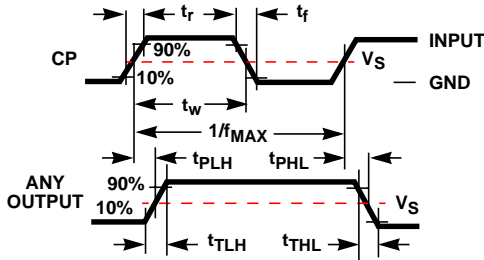 tr tf
90% INPUT
CP VS
10% GND
tw
1/fMAX
tPLH tPHL
ANY OUTPUT 90%
10% VS
tTLH tTHL